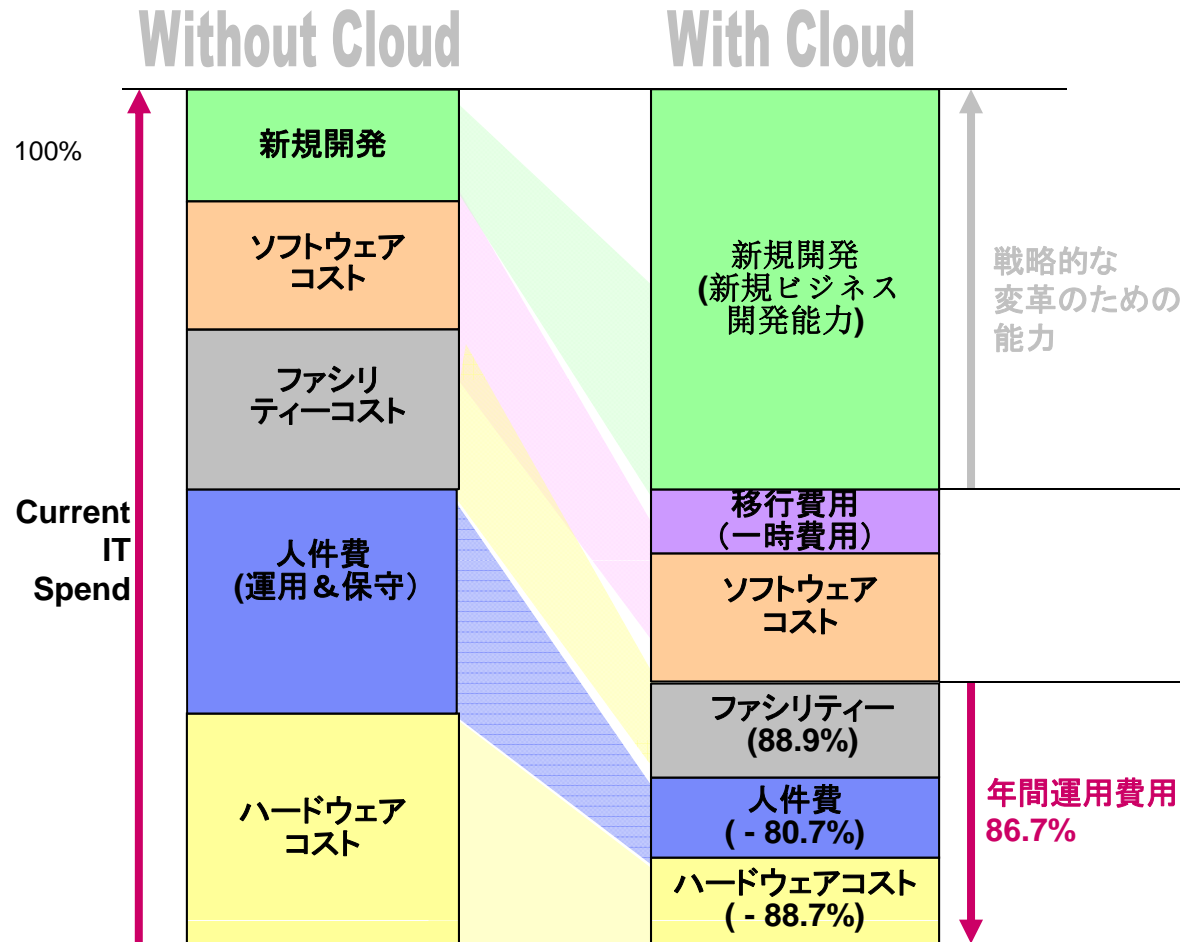 Without Cloud
With Cloud
100%
新規開発
ソフトウェア
コスト
ファシリ
ティーコスト
Current
IT
Spend
人件費
(運用＆保守）
ハードウェア
コスト
新規開発
(新規ビジネス
開発能力)
移行費用
（一時費用）
ソフトウェア
コスト
ファシリティー
(88.9%)
人件費
( - 80.7%)
ハードウェアコスト
( - 88.7%)
戦略的な
変革のための
能力
年間運用費用
86.7%